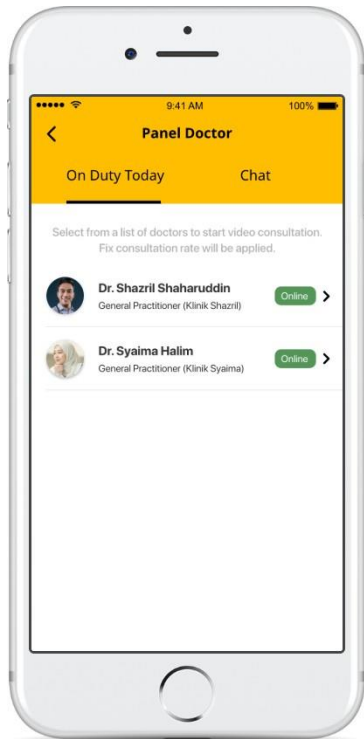 9:41 AM
100%
Panel Doctor
On Duty Today
Chat
Select from a list of doctors to start video consultation.
Fix consultation rate will be applied.
Dr. Shazril Shaharuddin
General Practitioner (Klinik Shazril)
Online
Dr. Syaima Halim
General Practitioner (Klinik Syaima)
Online